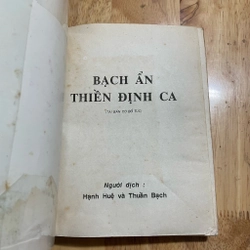 BẠCH ẨN
THIỀN ĐỊNH CA
Người dịch :
Hạnh Huệ và Thuần Bạch